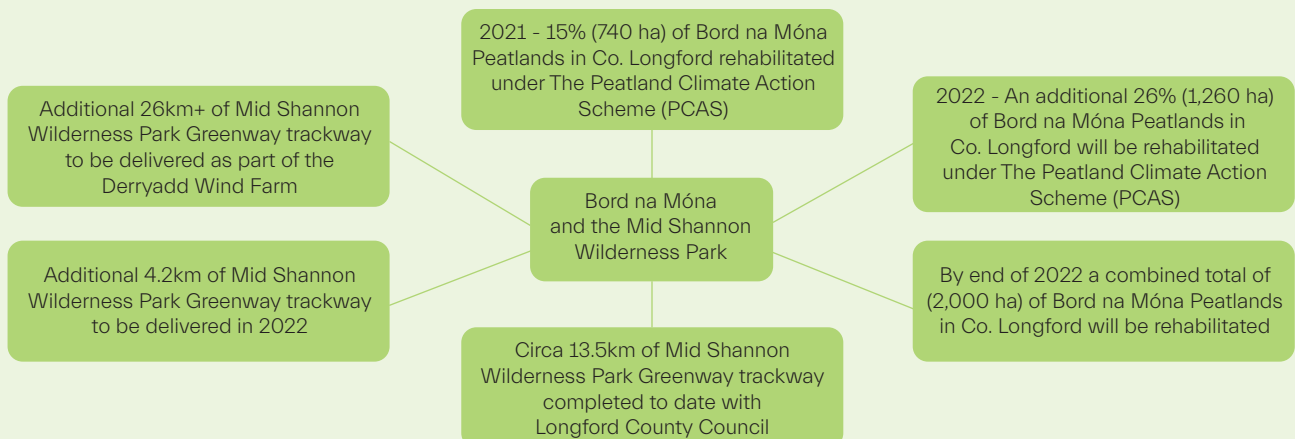 2021 - 15% (740 ha) of Bord na Móna
Peatlands in Co. Longford rehabilitated
under The Peatland Climate Action
Scheme (PCAS)
Additional 26km+ of Mid Shannon
Wilderness Park Greenway trackway
to be delivered as part of the
Derryadd Wind Farm
2022 - An additional 26% (1,260 ha)
of Bord na Móna Peatlands in
Co. Longford will be rehabilitated
under The Peatland Climate Action
Scheme (PCAS)
Bord na Móna
and the Mid Shannon
Wilderness Park
Additional 4.2km of Mid Shannon
Wilderness Park Greenway trackway
to be delivered in 2022
By end of 2022 a combined total of
(2,000 ha) of Bord na Móna Peatlands
in Co. Longford will be rehabilitated
Circa 13.5km of Mid Shannon
Wilderness Park Greenway trackway
completed to date with
Longford County Council